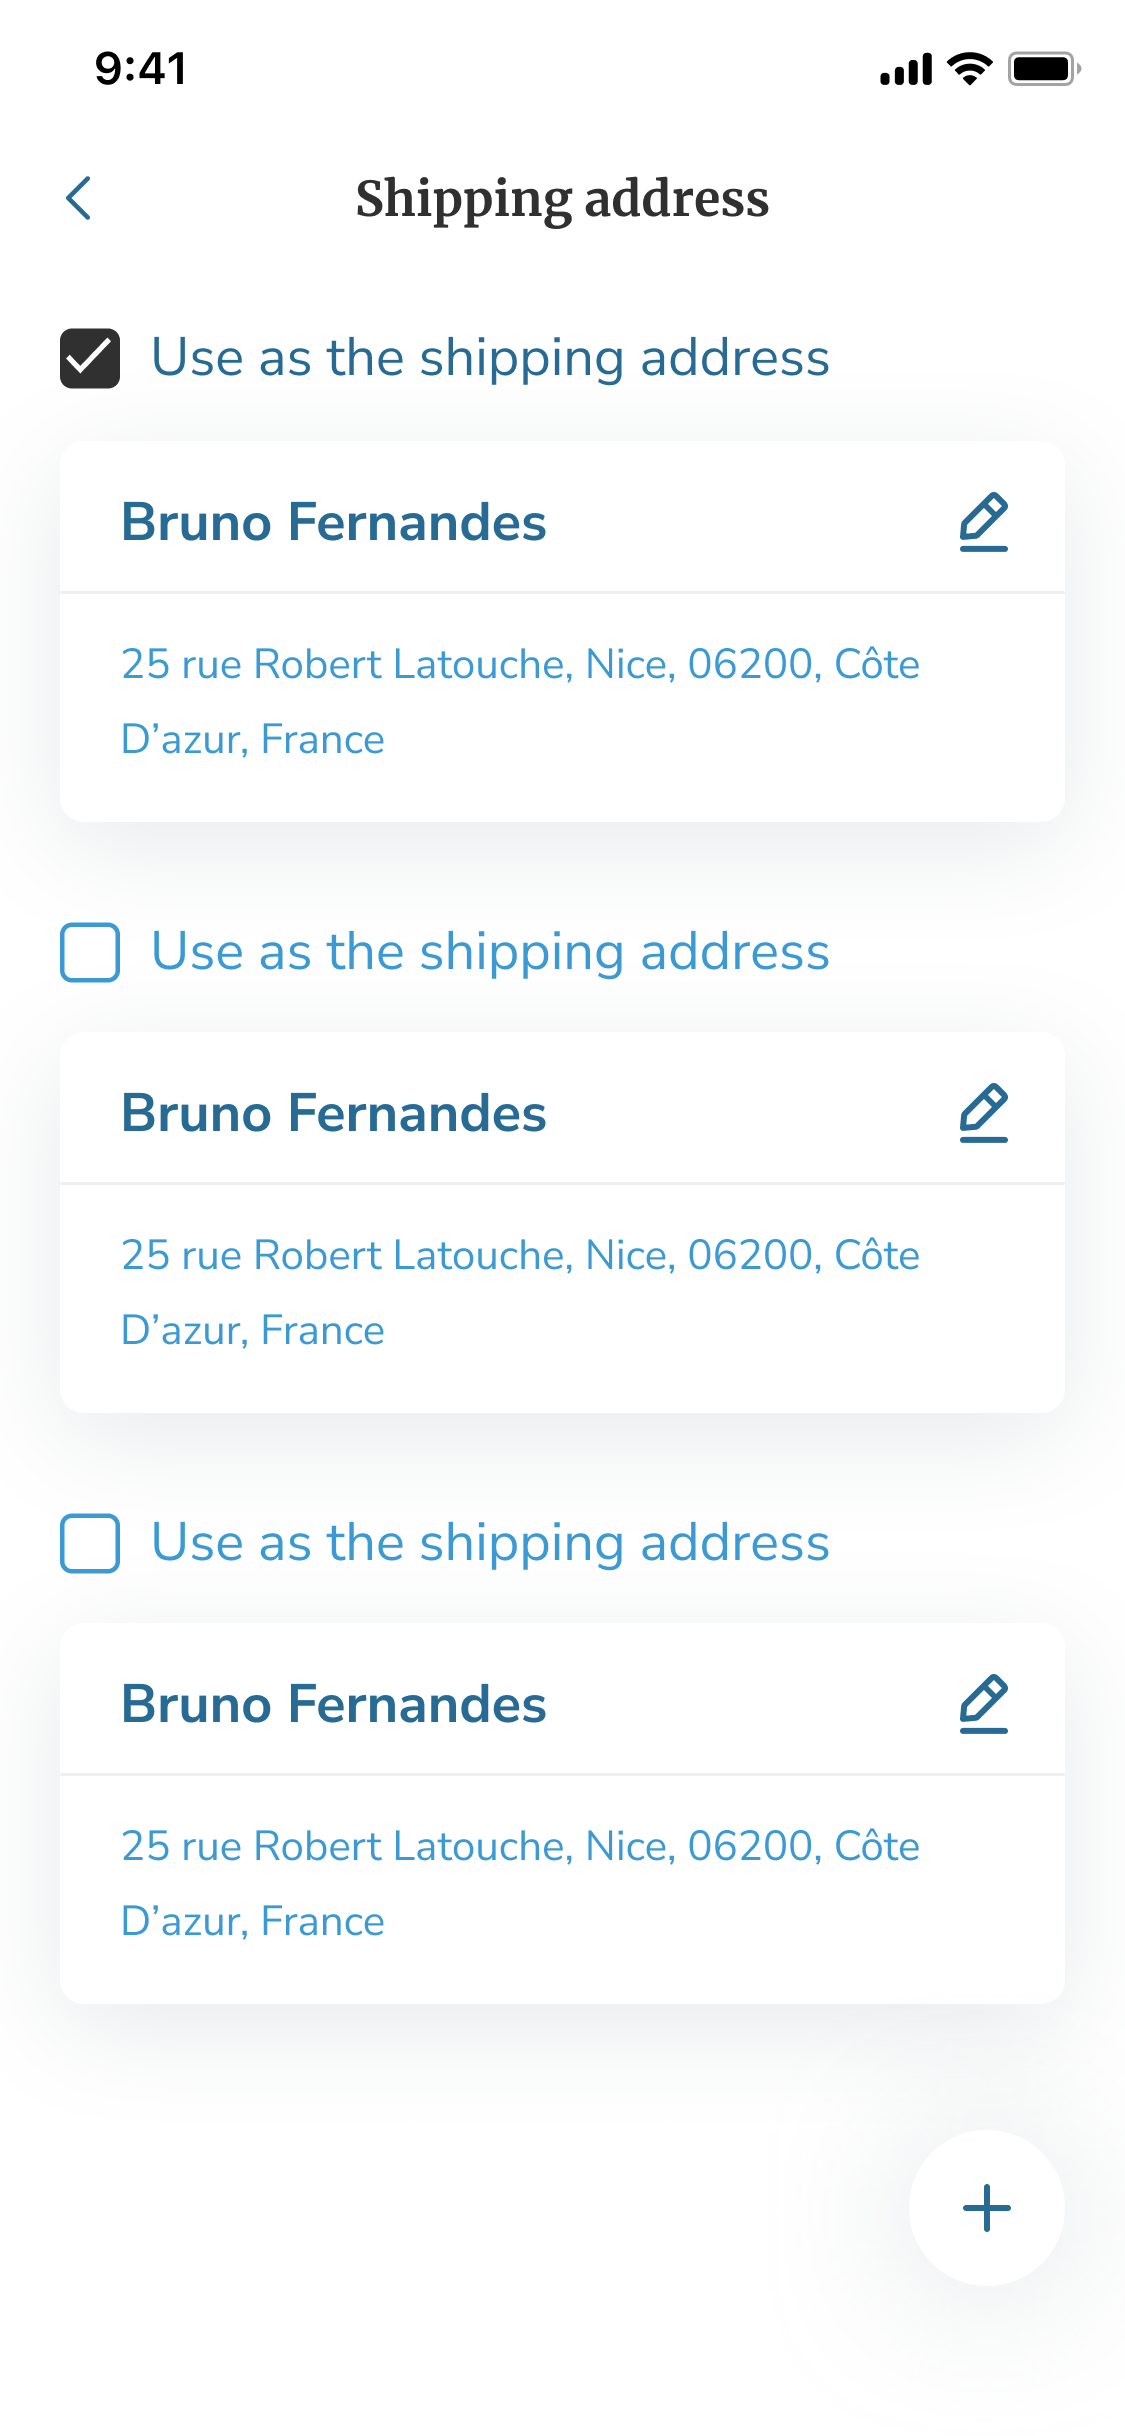 9:41
Shipping address
Use as the shipping address
Bruno Fernandes
25 rue Robert Latouche, Nice, 06200, Côte
D’azur, France
Use as the shipping address
Bruno Fernandes
25 rue Robert Latouche, Nice, 06200, Côte
D’azur, France
Use as the shipping address
Bruno Fernandes
25 rue Robert Latouche, Nice, 06200, Côte
D’azur, France